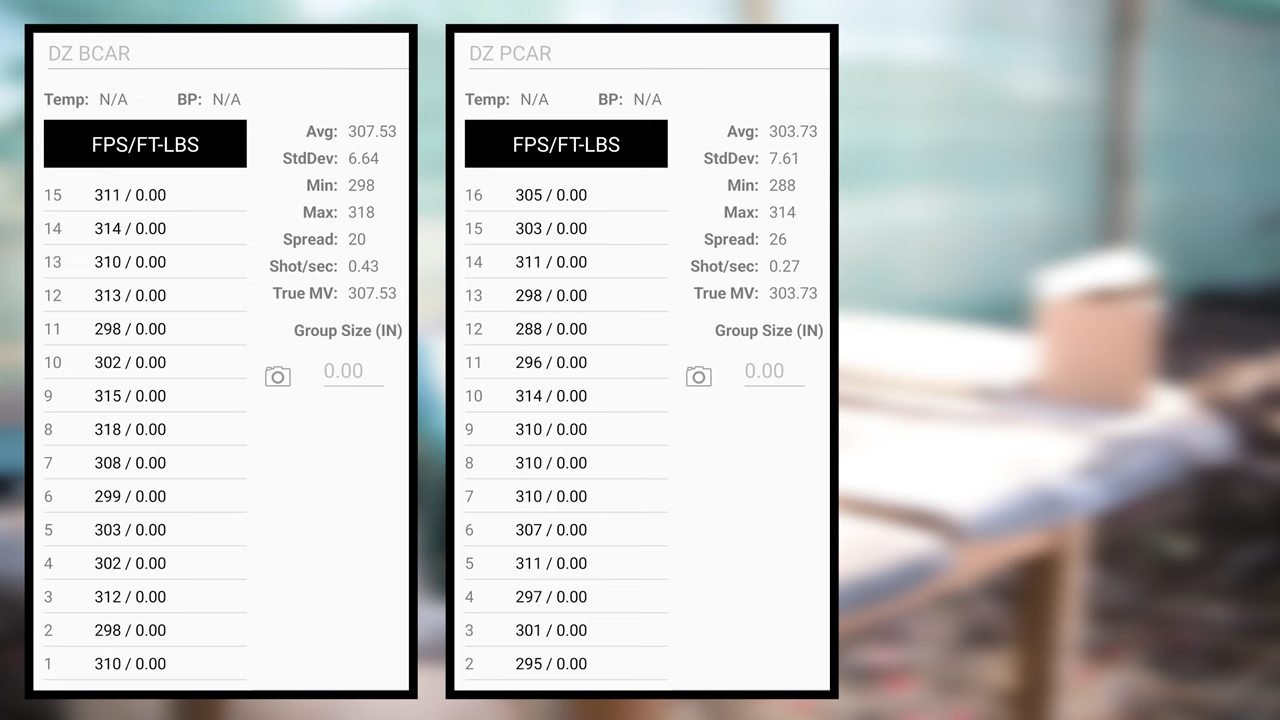 DZ BCAR
Temp: N/A BP: N/A
FPS/FT-LBS
Avg: 307.53
StdDev: 6.64
Min: 298
Max: 318
Spread: 20
Shot/sec: 0.43
True MV: 307.53
Group Size (IN)
0.00
15 311 / 0.00
14 314 / 0.00
13 310 / 0.00
12 313 / 0.00
11 298 / 0.00
10 302 / 0.00
9 315 / 0.00
8 318 / 0.00
7 308 / 0.00
6 299 / 0.00
5 303 / 0.00
4 302 / 0.00
3 312 / 0.00
2 298 / 0.00
1 310 / 0.00
DZ PCAR
Temp: N/A BP: N/A
FPS/FT-LBS
Avg: 303.73
StdDev: 7.61
Min: 288
Max: 314
Spread: 26
Shot/sec: 0.27
True MV: 303.73
Group Size (IN)
0.00
16 305 / 0.00
15 303 / 0.00
14 311 / 0.00
13 298 / 0.00
12 288 / 0.00
11 296 / 0.00
10 314 / 0.00
9 310 / 0.00
8 310 / 0.00
7 310 / 0.00
6 307 / 0.00
5 311 / 0.00
4 297 / 0.00
3 301 / 0.00
2 295 / 0.00